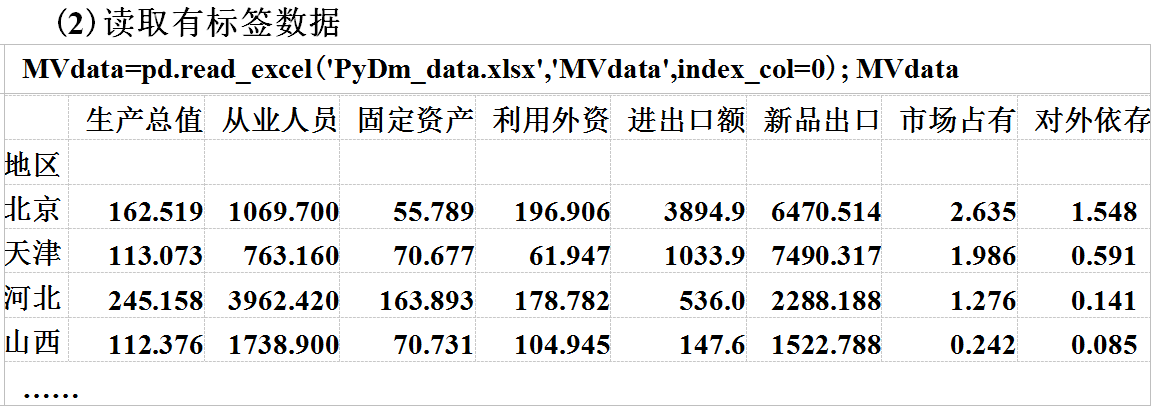 (2)读取有标签数据
MVdata=pd.read_excel('PyDm_data.xlsx','MVdata',index_col=0); MVdata
生产总值 从业人员 固定资产 利用外资 进出口额 新品出口 市场占有 对外依存
地区
北京 162.519 1069.700 55.789 196.906 3894.9 6470.514 2.635 1.548
天津 113.073 763.160 70.677 61.947 1033.9 7490.317 1.986 0.591
河北 245.158 3962.420 163.893 178.782 536.0 2288.188 1.276 0.141
山西 112.376 1738.900 70.731 104.945 147.6 1522.788 0.242 0.085
……